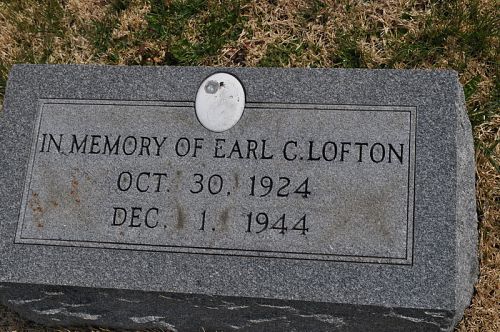 IN MEMORY OF EARL C. LOFTON
OCT. 30, 1924
DEC. 1, 1944